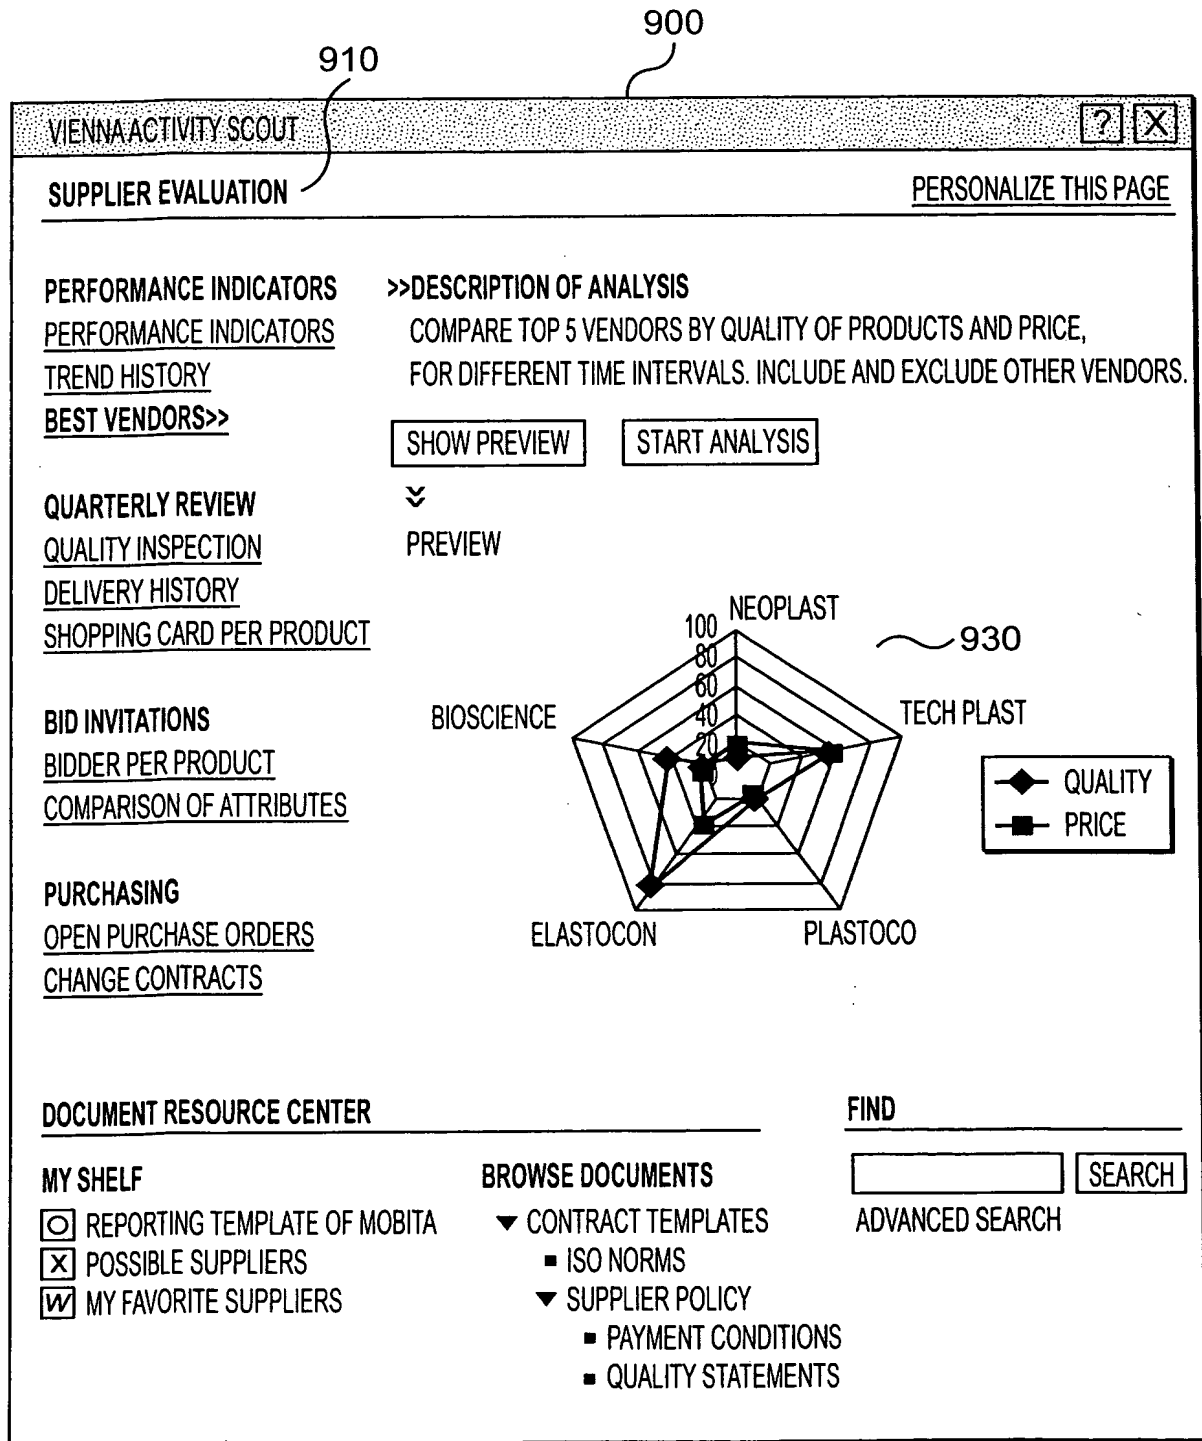 900
910
VIENNA ACTIVITY SCOUT
? X
SUPPLIER EVALUATION
PERSONALIZE THIS PAGE
PERFORMANCE INDICATORS
PERFORMANCE INDICATORS
TREND HISTORY
BEST VENDORS>>
>>DESCRIPTION OF ANALYSIS
COMPARE TOP 5 VENDORS BY QUALITY OF PRODUCTS AND PRICE,
FOR DIFFERENT TIME INTERVALS. INCLUDE AND EXCLUDE OTHER VENDORS.
SHOW PREVIEW
START ANALYSIS
QUARTERLY REVIEW
QUALITY INSPECTION
DELIVERY HISTORY
SHOPPING CARD PER PRODUCT
PREVIEW
NEOPLAST
100
80
60
40
20
0
930
BIOSCIENCE
TECH PLAST
QUALITY
PRICE
ELASTOCON
PLASTOCO
BID INVITATIONS
BIDDER PER PRODUCT
COMPARISON OF ATTRIBUTES
PURCHASING
OPEN PURCHASE ORDERS
CHANGE CONTRACTS
DOCUMENT RESOURCE CENTER
MY SHELF
O REPORTING TEMPLATE OF MOBITA
X POSSIBLE SUPPLIERS
W MY FAVORITE SUPPLIERS
BROWSE DOCUMENTS
CONTRACT TEMPLATES
ISO NORMS
SUPPLIER POLICY
PAYMENT CONDITIONS
QUALITY STATEMENTS
FIND
SEARCH
ADVANCED SEARCH